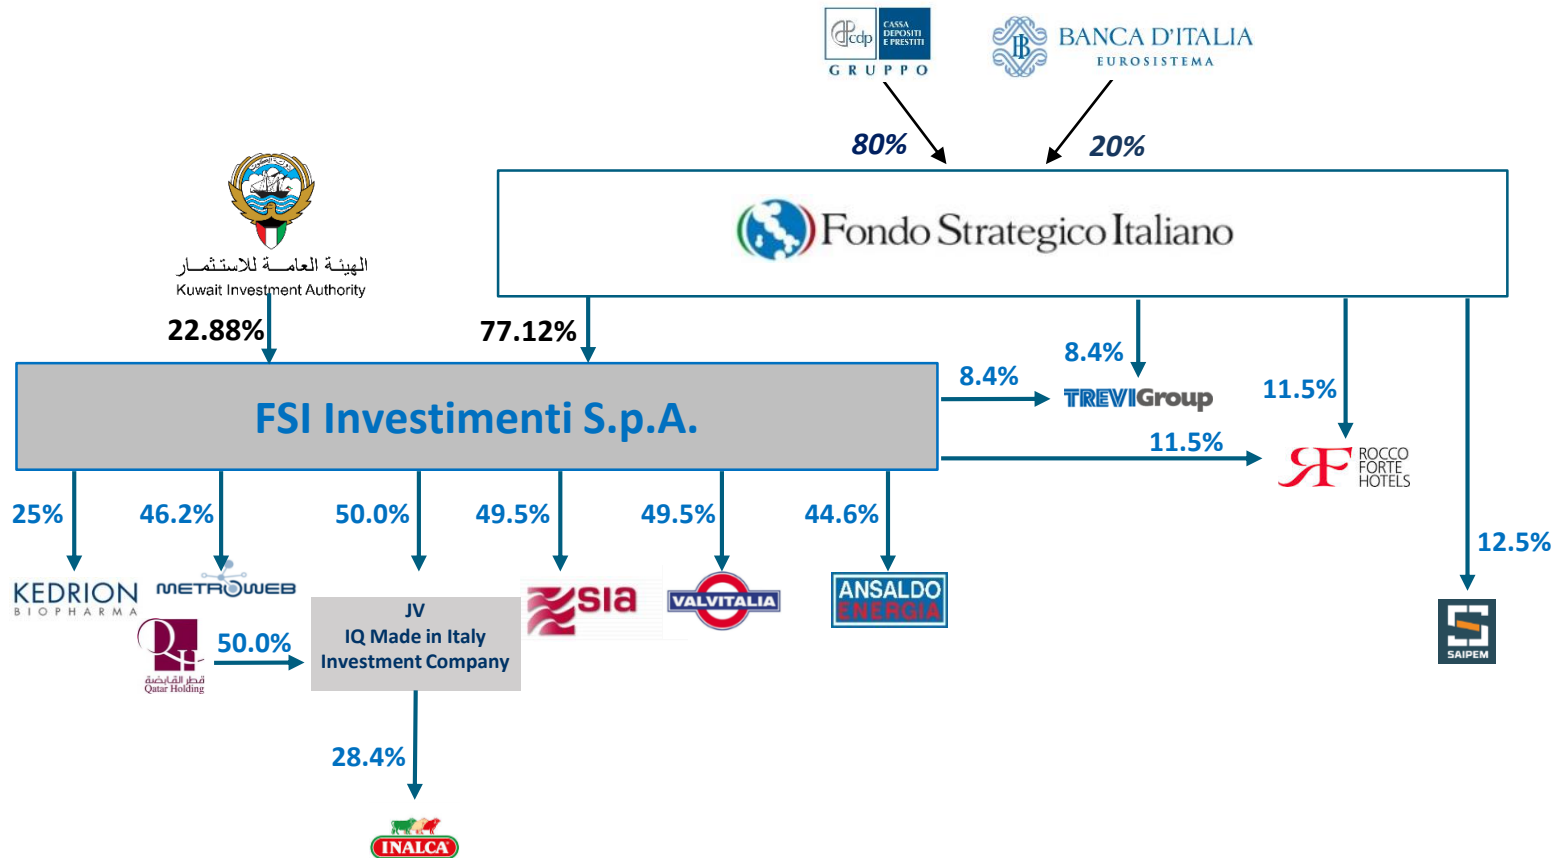 cdp
CASSA
DEPOSITI
E PRESTITI
GRUPPO
BANCA D'ITALIA
EUROSISTEMA
80%
20%
الهيئة العامة للاستثمار
Kuwait Investment Authority
Fondo Strategico Italiano
22.88%
77.12%
FSI Investimenti S.p.A.
8.4%
8.4%
TREVIGroup
11.5%
11.5%
RF
ROCCO
FORTE
HOTELS
25%
46.2%
50.0%
49.5%
49.5%
44.6%
12.5%
KEDRION
BIOPHARMA
METROWEB
JV
IQ Made in Italy
Investment Company
sia
VALVITALIA
ANSALDO
ENERGIA
SAIPEM
50.0%
قطر القابضة
Qatar Holding
28.4%
INALCA